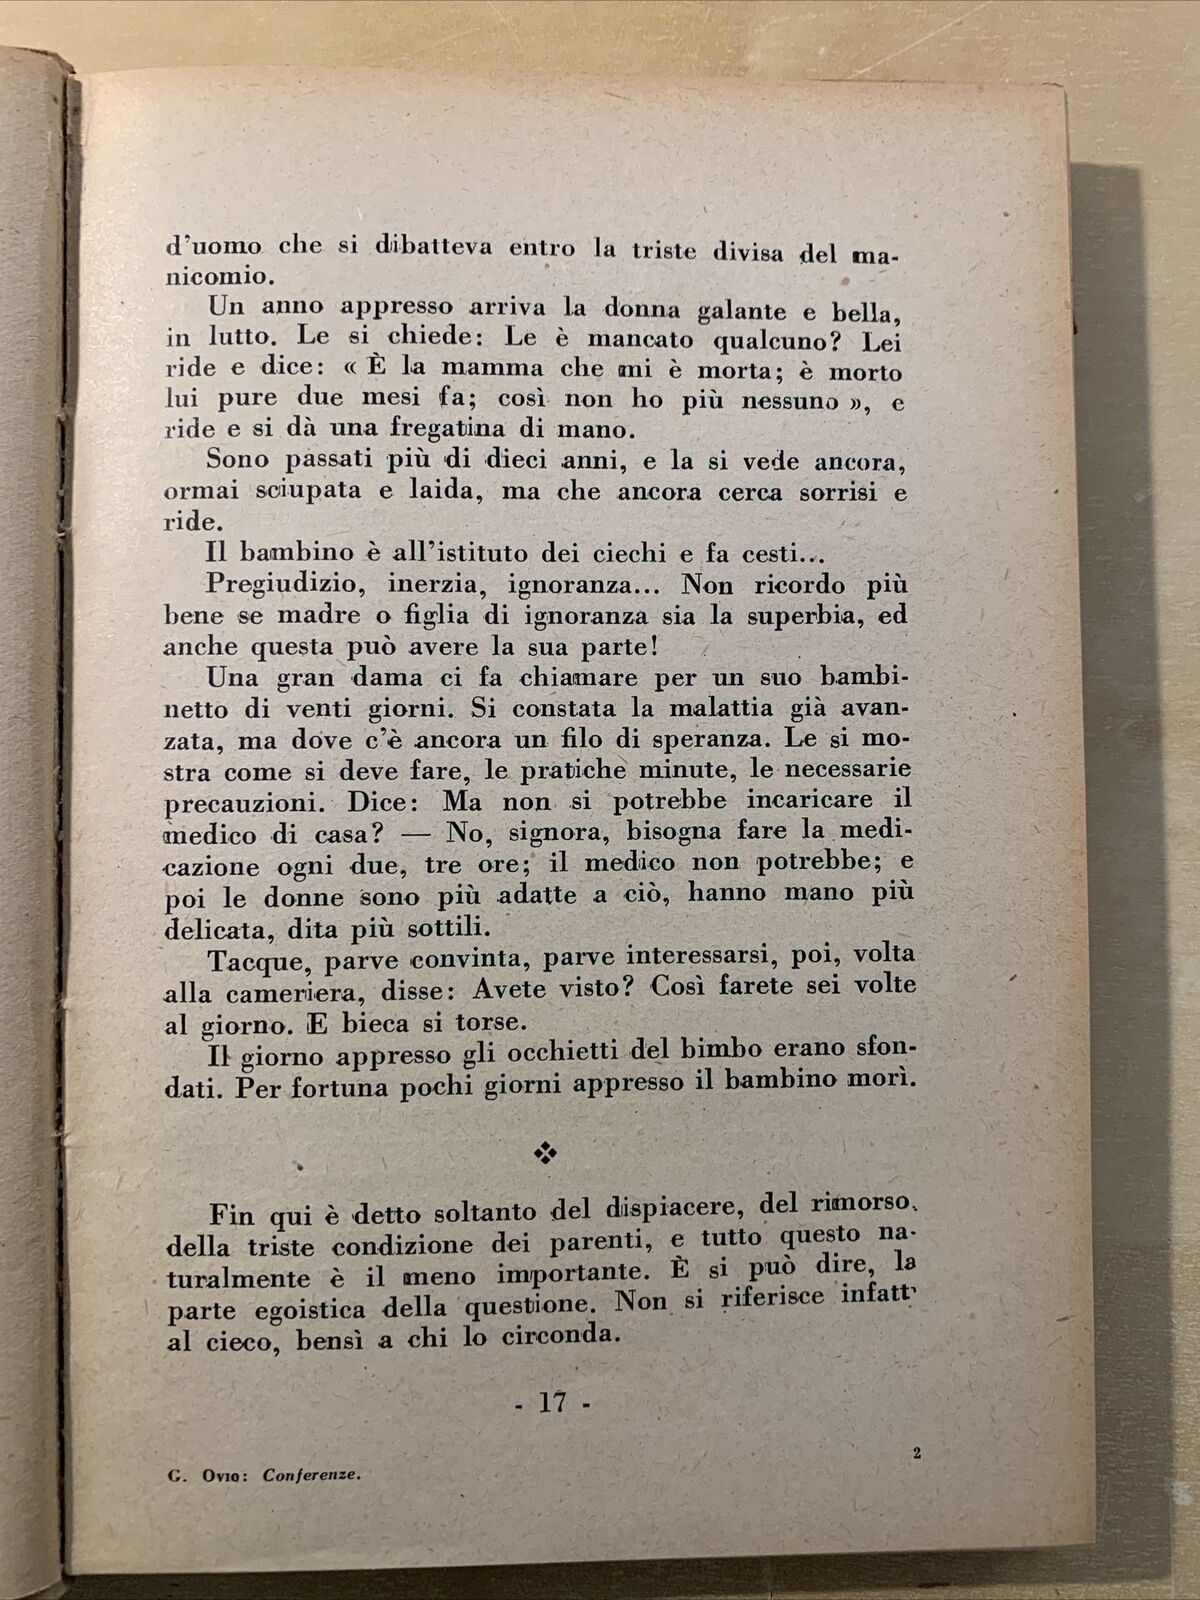 d'uomo che si dibatteva entro la triste divisa del ma-
nicomio.
Un anno appresso arriva la donna galante e bella,
in lutto. Le si chiede: Le è mancato qualcuno? Lei
ride e dice: « È la mamma che mi è morta; è morto
lui pure due mesi fa; così non ho più nessuno », e
ride e si dà una fregatina di mano.
Sono passati più di dieci anni, e la si vede ancora,
ormai sciupata e laida, ma che ancora cerca sorrisi e
ride.
Il bambino è all'istituto dei ciechi e fa cesti...
Pregiudizio, inerzia, ignoranza... Non ricordo più
bene se madre o figlia di ignoranza sia la superbia, ed
anche questa può avere la sua parte!
Una gran dama ci fa chiamare per un suo bambi-
netto di venti giorni. Si constata la malattia già avan-
zata, ma dove c'è ancora un filo di speranza. Le si mo-
stra come si deve fare, le pratiche minute, le necessarie
precauzioni. Dice: Ma non si potrebbe incaricare il
medico di casa? — No, signora, bisogna fare la medi-
cazione ogni due, tre ore; il medico non potrebbe; e
poi le donne sono più adatte a ciò, hanno mano più
delicata, dita più sottili.
Tacque, parve convinta, parve interessarsi, poi, volta
alla cameriera, disse: Avete visto? Così farete sei volte
al giorno. E bieca si torse.
Il giorno appresso gli occhietti del bimbo erano sfon-
dati. Per fortuna pochi giorni appresso il bambino morì.
Fin qui è detto soltanto del dispiacere, del rimorso,
della triste condizione dei parenti, e tutto questo na-
turalmente è il meno importante. È si può dire, la
parte egoistica della questione. Non si riferisce infatti
al cieco, bensì a chi lo circonda.
- 17 -
2
G. Ovio: Conferenze.